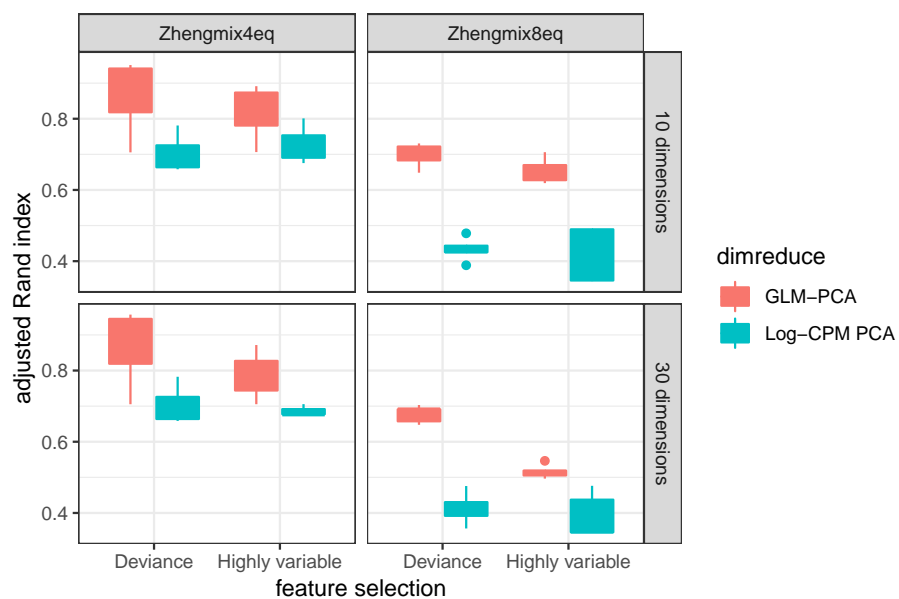 Zhengmix4eq
Zhengmix8eq
adjusted Rand index
0.8
0.6
0.4
10 dimensions
0.8
0.6
0.4
30 dimensions
Deviance
Highly variable
Deviance
Highly variable
feature selection
dimreduce
GLM−PCA
Log−CPM PCA